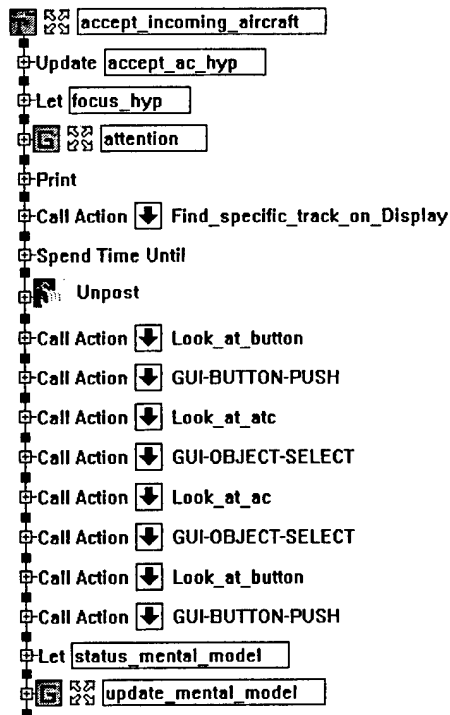 accept_incoming_aircraft
Update accept_ac_hyp
Let focus_hyp
G attention
Print
Call Action Find_specific_track_on_Display
Spend Time Until
Unpost
Call Action Look_at_button
Call Action GUI-BUTTON-PUSH
Call Action Look_at_atc
Call Action GUI-OBJECT-SELECT
Call Action Look_at_ac
Call Action GUI-OBJECT-SELECT
Call Action Look_at_button
Call Action GUI-BUTTON-PUSH
Let status_mental_model
G update_mental_model